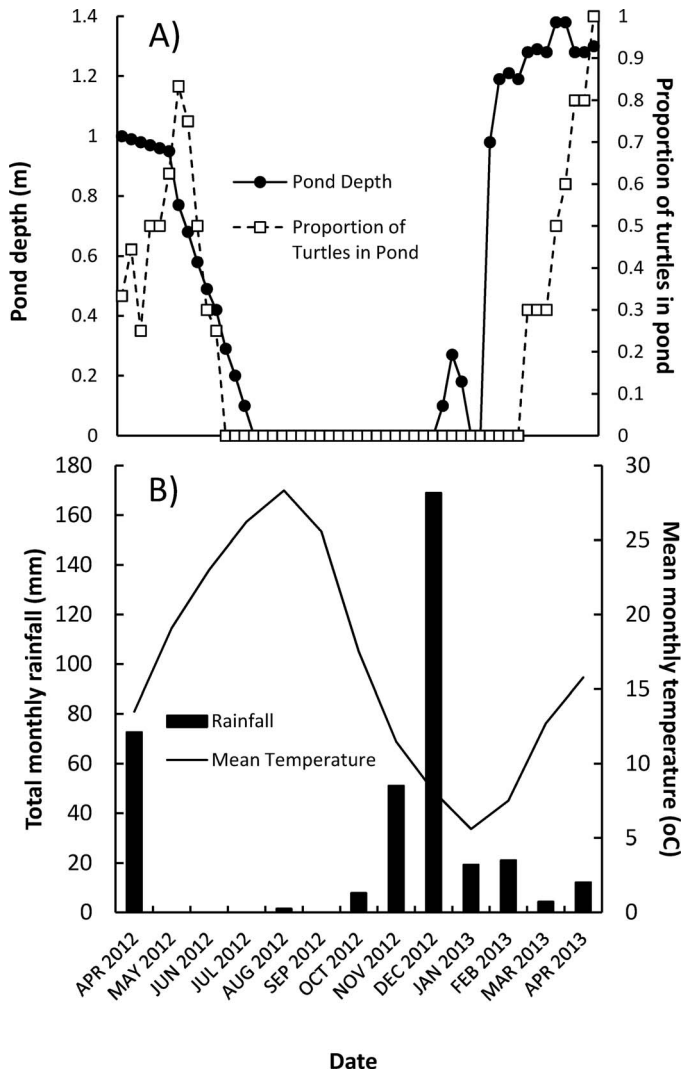 A)
1.4
1.2
1
0.8
0.6
0.4
0.2
0
Pond depth (m)
Pond Depth
Proportion of
Turtles in Pond
1
0.9
0.8
0.7
0.6
0.5
0.4
0.3
0.2
0.1
0
Proportion of turtles in pond
B)
180
160
140
120
100
80
60
40
20
0
Total monthly rainfall (mm)
Rainfall
Mean Temperature
30
25
20
15
10
5
0
Mean monthly temperature (oC)
APR 2012
MAY 2012
JUN 2012
JUL 2012
AUG 2012
SEP 2012
OCT 2012
NOV 2012
DEC 2012
JAN 2013
FEB 2013
MAR 2013
APR 2013
Date